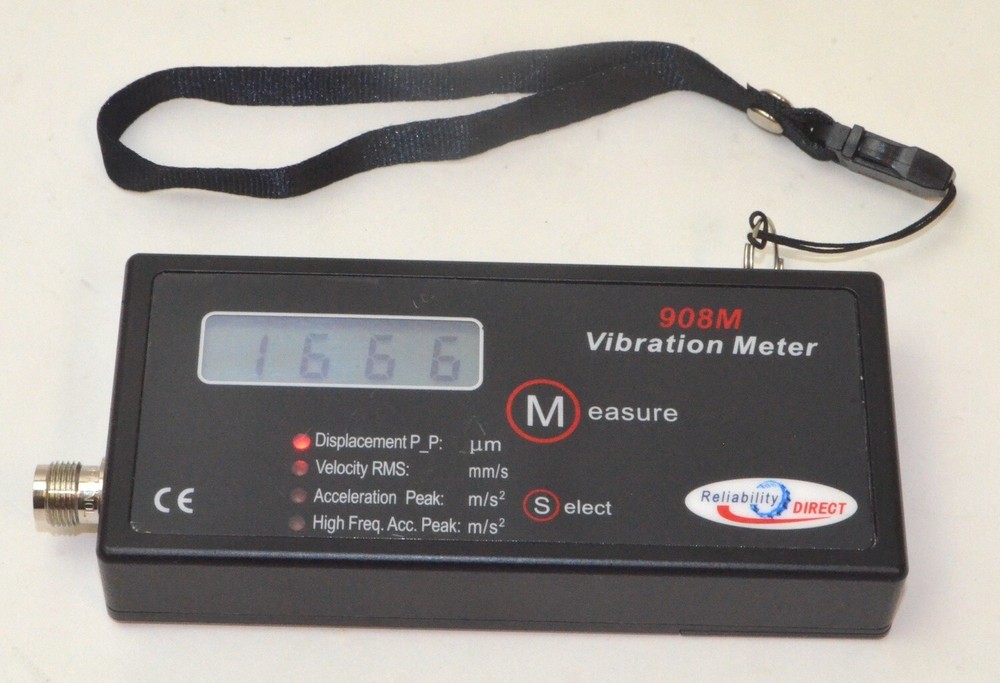 1666
908M
Vibration Meter
Measure
Displacement P_P: µm
Velocity RMS: mm/s
Acceleration Peak: m/s²
High Freq. Acc. Peak: m/s²
Select
CE
Reliability
DIRECT